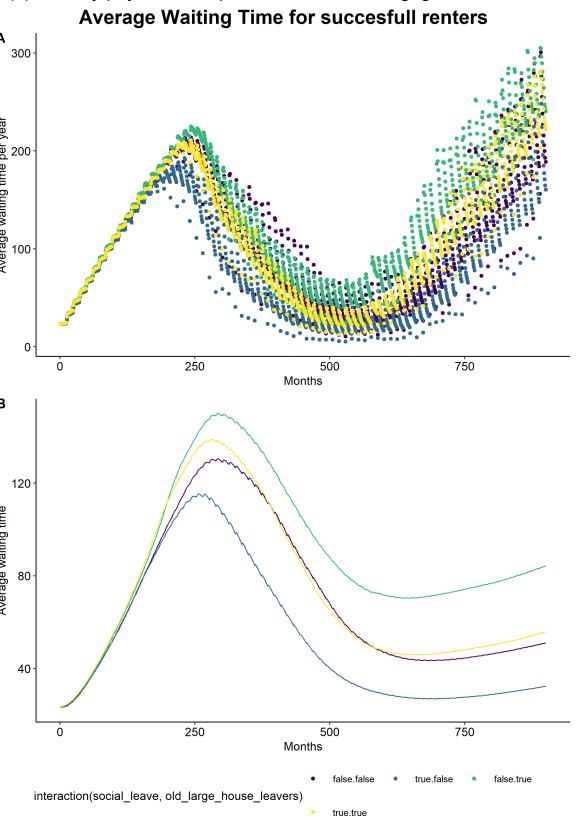 Average Waiting Time for succesfull renters
A
Average waiting time per year
300
200
100
0
0 250 500 750
Months
B
Average waiting time
120
80
40
0 250 500 750
Months
interaction(social_leave, old_large_house_leavers)
false.false true.false false.true
true.true